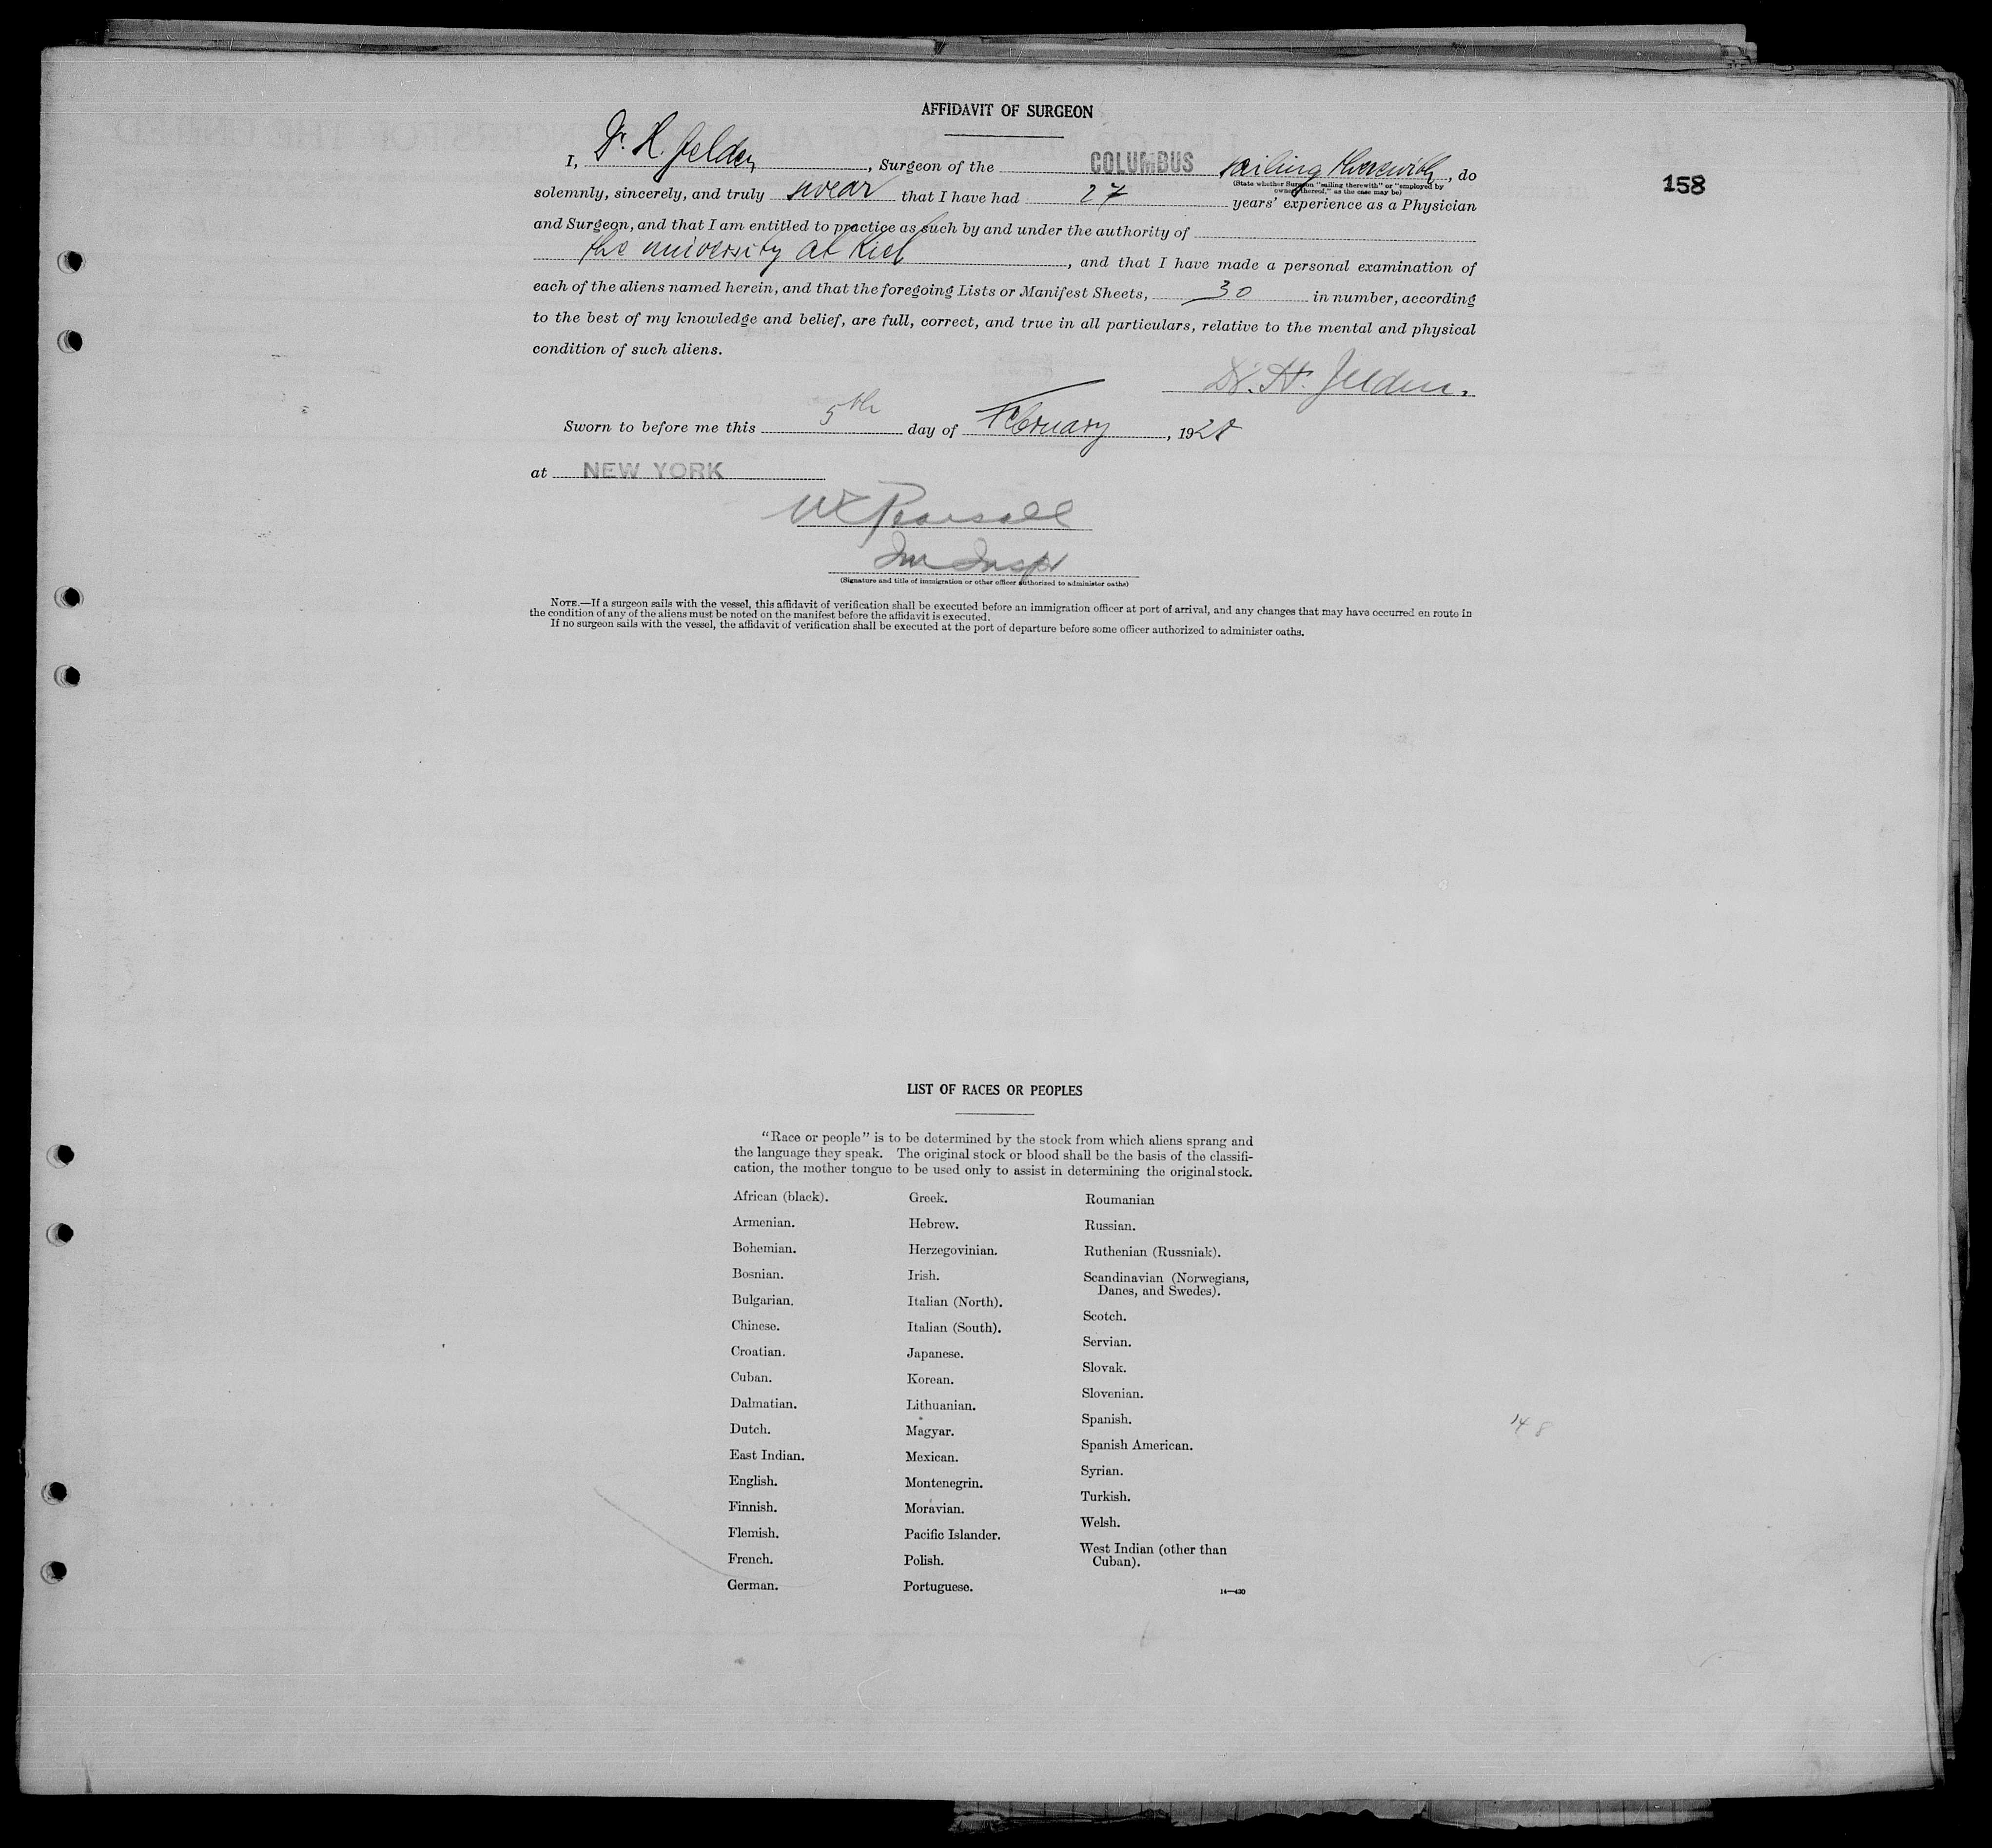 AFFIDAVIT OF SURGEON
158
I, Dr. H. Jelden, Surgeon of the COLUMBUS sailing therewith, do
(State whether Surgeon "sailing therewith" or "employed by
owners thereof," as the case may be)
solemnly, sincerely, and truly swear that I have had 27 years' experience as a Physician
and Surgeon, and that I am entitled to practice as such by and under the authority of
the university at Kiel, and that I have made a personal examination of
each of the aliens named herein, and that the foregoing Lists or Manifest Sheets, 30 in number, according
to the best of my knowledge and belief, are full, correct, and true in all particulars, relative to the mental and physical
condition of such aliens.
Dr. H. Jelden.
Sworn to before me this 5th day of February, 1928
at NEW YORK
W Pearsall
Im Inspr
(Signature and title of immigration or other officer authorized to administer oaths)
NOTE.—If a surgeon sails with the vessel, this affidavit of verification shall be executed before an immigration officer at port of arrival, and any changes that may have occurred en route in
the condition of any of the aliens must be noted on the manifest before the affidavit is executed.
If no surgeon sails with the vessel, the affidavit of verification shall be executed at the port of departure before some officer authorized to administer oaths.
LIST OF RACES OR PEOPLES
"Race or people" is to be determined by the stock from which aliens sprang and
the language they speak. The original stock or blood shall be the basis of the classifi-
cation, the mother tongue to be used only to assist in determining the original stock.
African (black).
Armenian.
Bohemian.
Bosnian.
Bulgarian.
Chinese.
Croatian.
Cuban.
Dalmatian.
Dutch.
East Indian.
English.
Finnish.
Flemish.
French.
German.
Greek.
Hebrew.
Herzegovinian.
Irish.
Italian (North).
Italian (South).
Japanese.
Korean.
Lithuanian.
Magyar.
Mexican.
Montenegrin.
Moravian.
Pacific Islander.
Polish.
Portuguese.
Roumanian
Russian.
Ruthenian (Russniak).
Scandinavian (Norwegians,
Danes, and Swedes).
Scotch.
Servian.
Slovak.
Slovenian.
Spanish.
Spanish American.
Syrian.
Turkish.
Welsh.
West Indian (other than
Cuban).
14—430
148